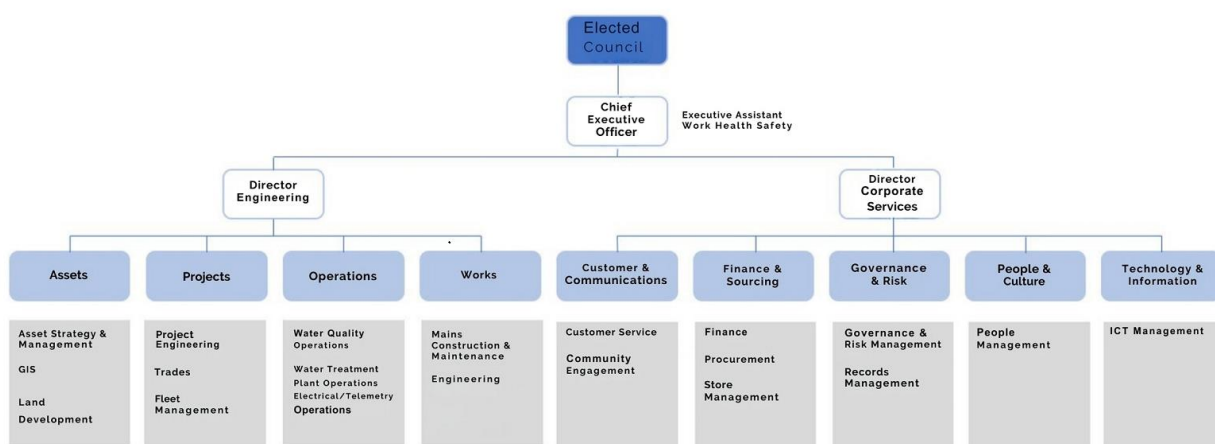 Elected
Council
Chief
Executive
Officer
Executive Assistant
Work Health Safety
Director
Engineering
Director
Corporate
Services
Assets
Projects
Operations
Works
Customer &
Communications
Finance &
Sourcing
Governance
& Risk
People &
Culture
Technology &
Information
Asset Strategy &
Management
GIS
Land
Development
Project
Engineering
Trades
Fleet
Management
Water Quality
Operations
Water Treatment
Plant Operations
Electrical/Telemetry
Operations
Mains
Construction &
Maintenance
Engineering
Customer Service
Community
Engagement
Finance
Procurement
Store
Management
Governance &
Risk Management
Records
Management
People
Management
ICT Management